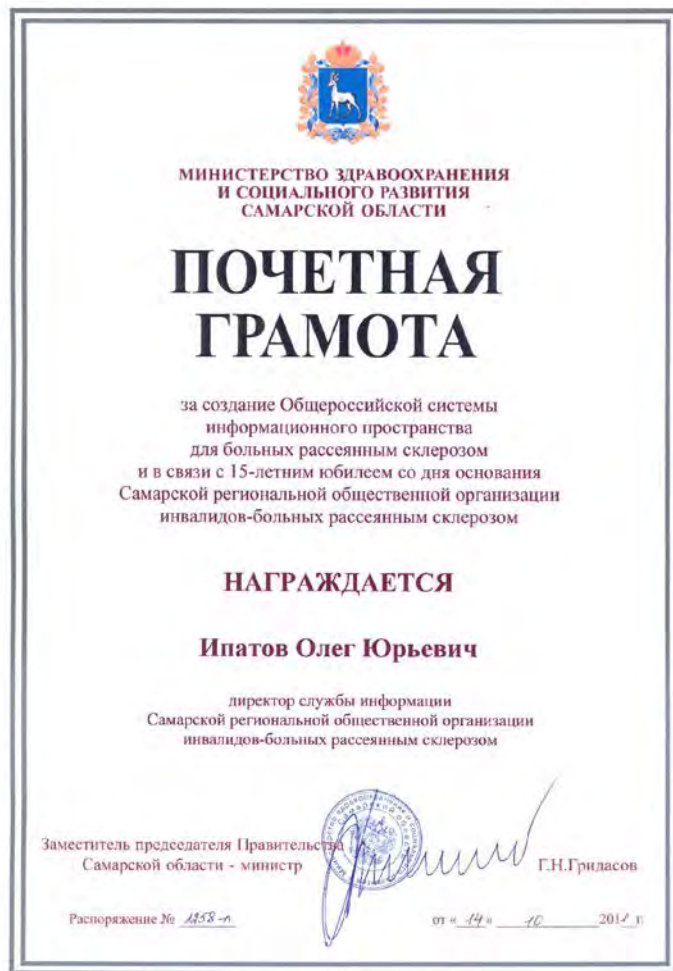 МИНИСТЕРСТВО ЗДРАВООХРАНЕНИЯ
И СОЦИАЛЬНОГО РАЗВИТИЯ
САМАРСКОЙ ОБЛАСТИ
ПОЧЕТНАЯ
ГРАМОТА
за создание Общероссийской системы
информационного пространства
для больных рассеянным склерозом
и в связи с 15-летним юбилеем со дня основания
Самарской региональной общественной организации
инвалидов-больных рассеянным склерозом
НАГРАЖДАЕТСЯ
Ипатов Олег Юрьевич
директор службы информации
Самарской региональной общественной организации
инвалидов-больных рассеянным склерозом
Заместитель председателя Правительства
Самарской области - министр Г.Н.Гридасов
Распоряжение № от « 14 » 10 2011 г.